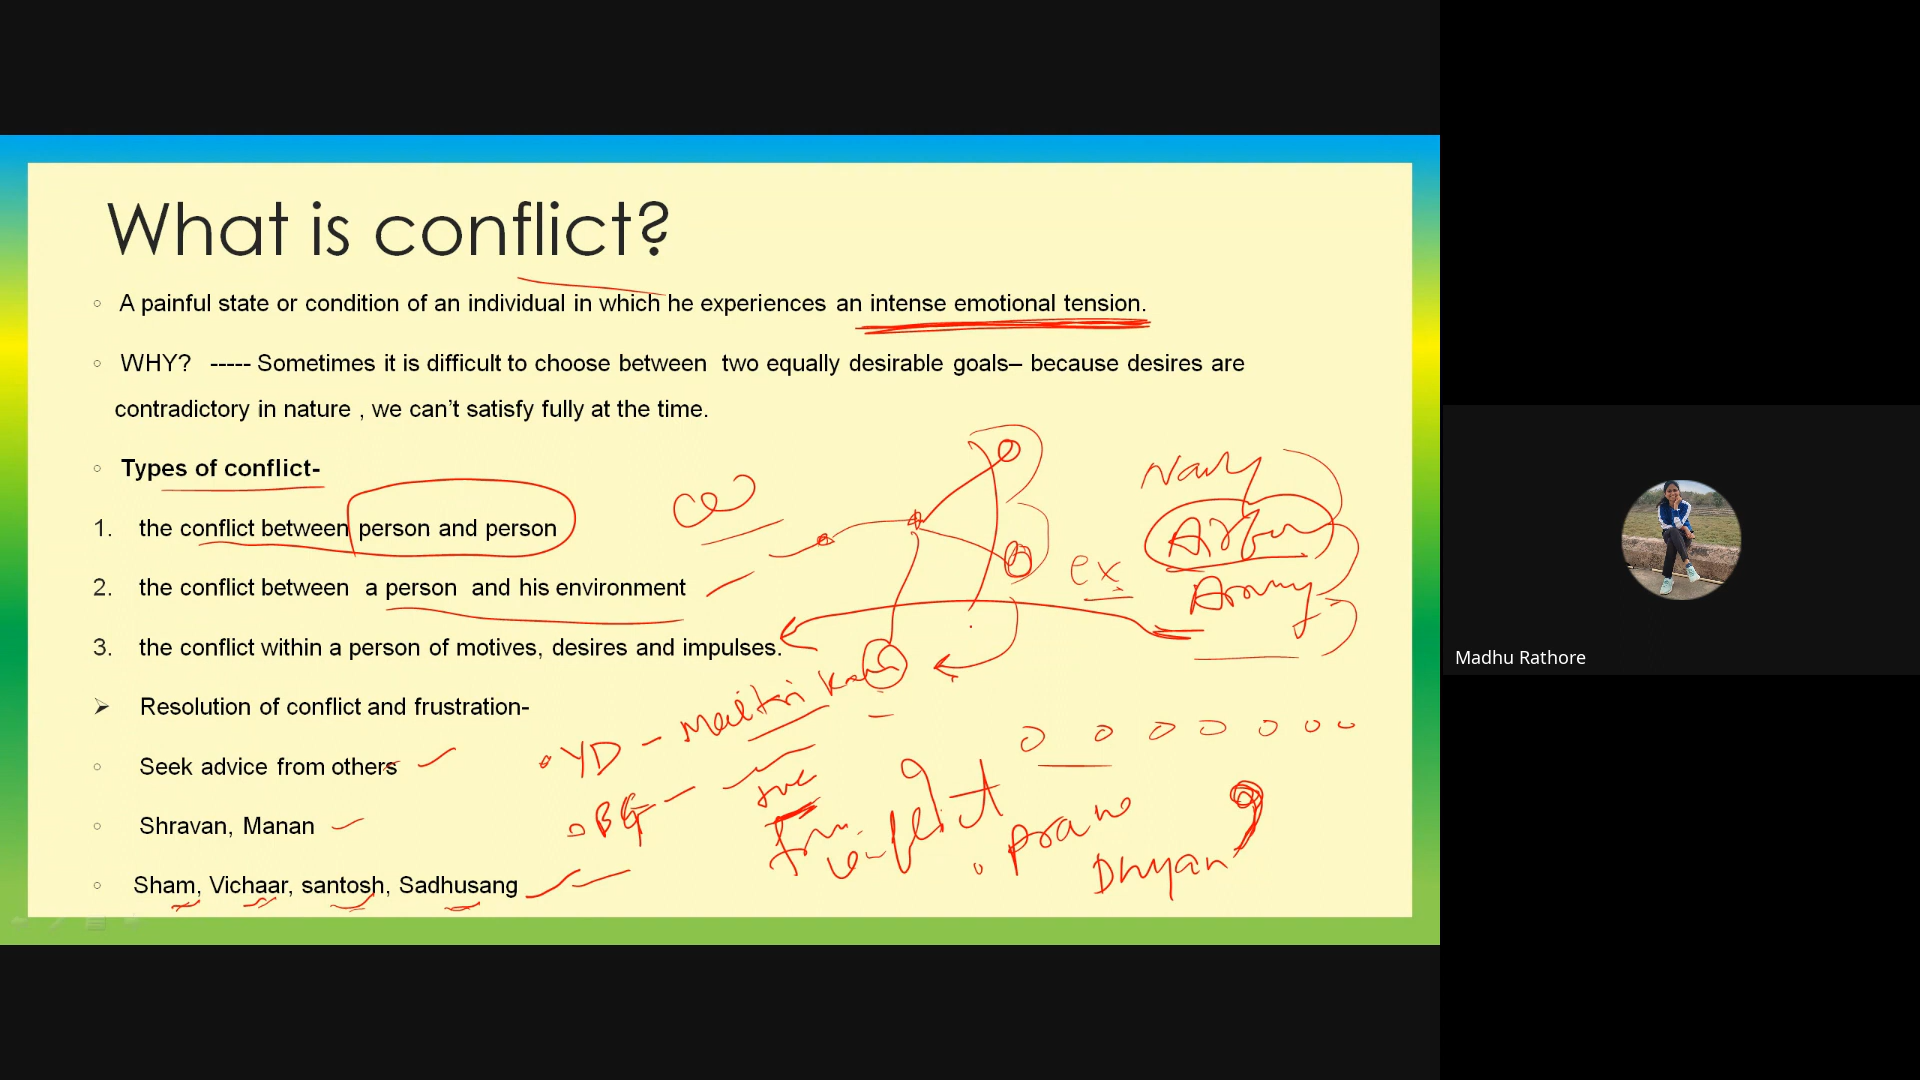 What is conflict?
◦ A painful state or condition of an individual in which he experiences an intense emotional tension.
◦ WHY? ----- Sometimes it is difficult to choose between two equally desirable goals– because desires are
contradictory in nature , we can’t satisfy fully at the time.
◦ Types of conflict-
1. the conflict between person and person
2. the conflict between a person and his environment
3. the conflict within a person of motives, desires and impulses.
➢ Resolution of conflict and frustration-
◦ Seek advice from others
◦ Shravan, Manan
◦ Sham, Vichaar, santosh, Sadhusang
Navy
ex
Army
YD –
BG –
Dhyan
Madhu Rathore